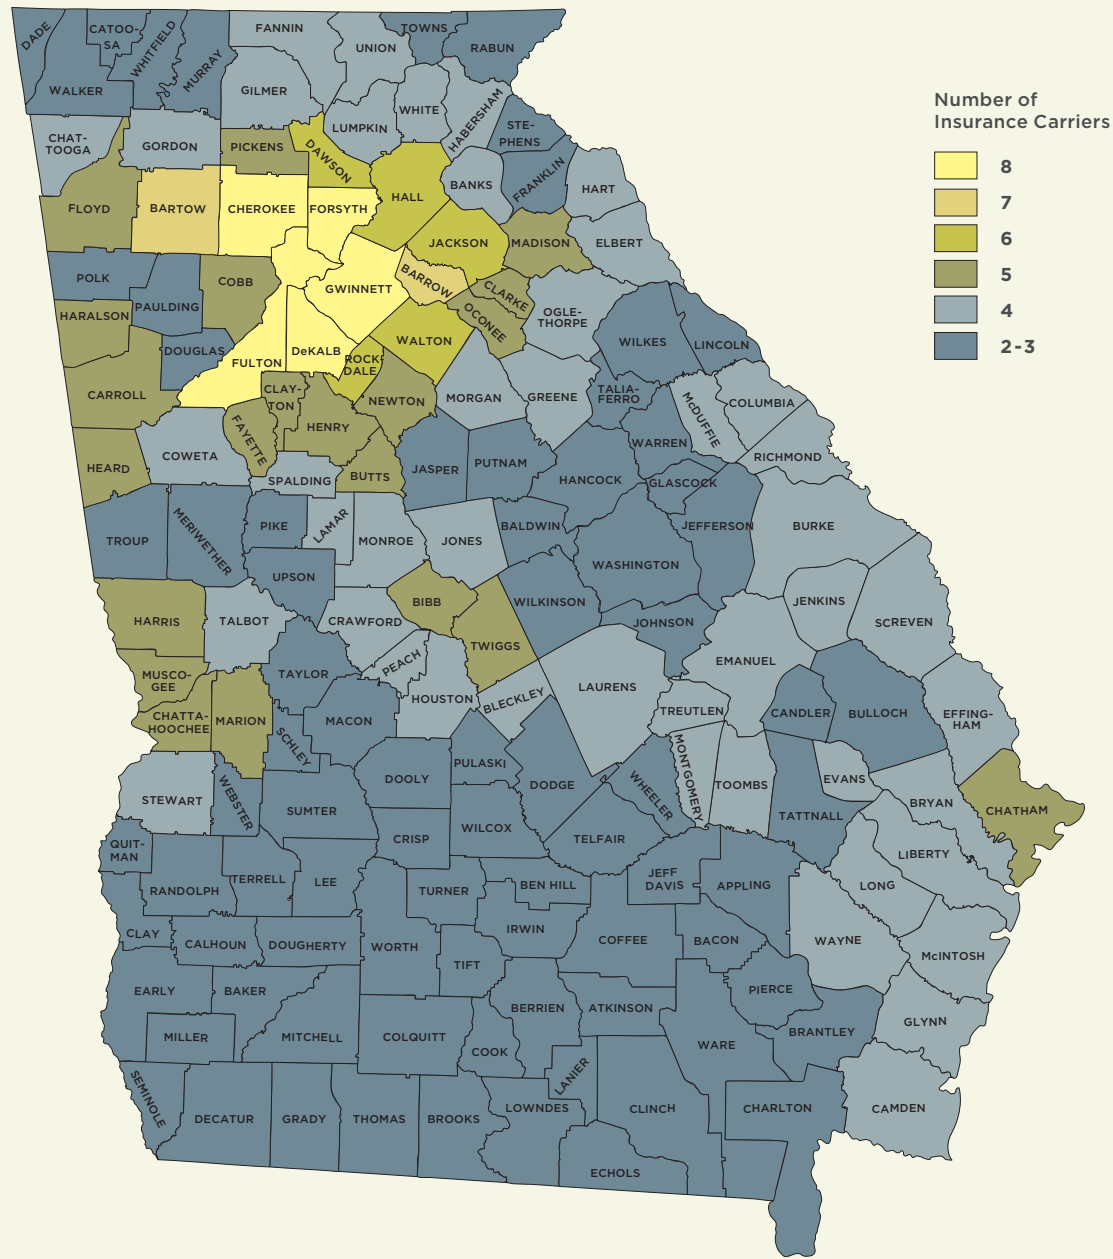 DADE
CATOO-
SA
WHITFIELD
MURRAY
FANNIN
UNION
TOWNS
RABUN
WALKER
GILMER
WHITE
HABERSHAM
Number of
Insurance Carriers
8
7
6
5
4
2-3
CHAT-
TOOGA
GORDON
PICKENS
DAWSON
LUMPKIN
STE-
PHENS
BANKS
FRANKLIN
HART
FLOYD
BARTOW
CHEROKEE
FORSYTH
HALL
JACKSON
MADISON
ELBERT
POLK
PAULDING
COBB
GWINNETT
BARROW
CLARKE
OCONEE
OGLE-
THORPE
WILKES
LINCOLN
HARALSON
DOUGLAS
FULTON
DeKALB
ROCK-
DALE
WALTON
CARROLL
CLAY-
TON
NEWTON
MORGAN
GREENE
TALIA-
FERRO
McDUFFIE
COLUMBIA
HEARD
COWETA
FAYETTE
HENRY
SPALDING
BUTTS
JASPER
PUTNAM
HANCOCK
WARREN
GLASCOCK
RICHMOND
TROUP
MERIWETHER
PIKE
LAMAR
MONROE
JONES
BALDWIN
WASHINGTON
JEFFERSON
BURKE
UPSON
HARRIS
TALBOT
CRAWFORD
BIBB
TWIGGS
WILKINSON
JOHNSON
JENKINS
SCREVEN
MUSCO-
GEE
CHATTA-
HOOCHEE
MARION
TAYLOR
PEACH
HOUSTON
BLECKLEY
LAURENS
EMANUEL
TREUTLEN
CANDLER
BULLOCH
EFFING-
HAM
SCHLEY
MACON
STEWART
WEBSTER
SUMTER
DOOLY
PULASKI
DODGE
WHEELER
MONTGOMERY
TOOMBS
TATTNALL
EVANS
BRYAN
CHATHAM
QUIT-
MAN
RANDOLPH
TERRELL
LEE
CRISP
WILCOX
TELFAIR
JEFF
DAVIS
APPLING
LONG
LIBERTY
TURNER
BEN HILL
CLAY
CALHOUN
DOUGHERTY
WORTH
IRWIN
COFFEE
BACON
WAYNE
McINTOSH
TIFT
EARLY
BAKER
BERRIEN
ATKINSON
PIERCE
MILLER
MITCHELL
COLQUITT
COOK
WARE
BRANTLEY
GLYNN
SEMINOLE
DECATUR
GRADY
THOMAS
BROOKS
LOWNDES
LANIER
CLINCH
CHARLTON
CAMDEN
ECHOLS